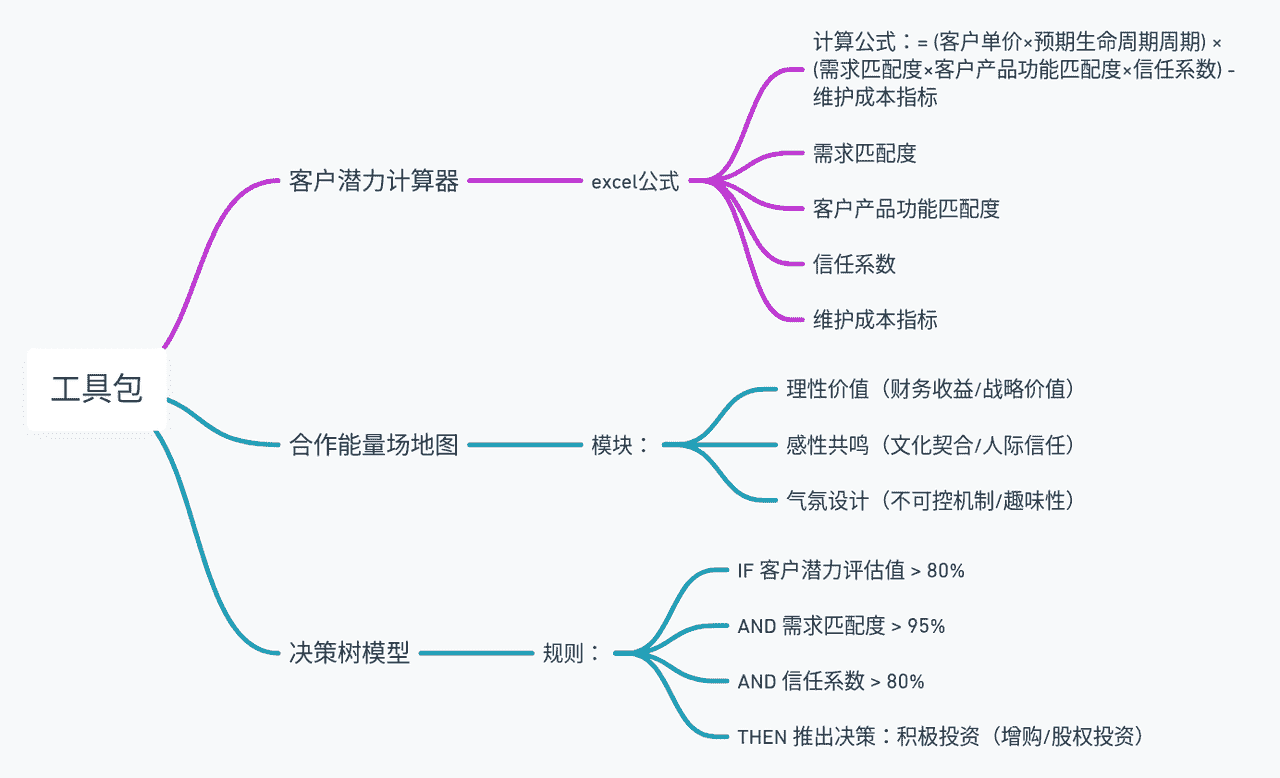 计算公式：= (客户单价×预期生命周期周期) ×
(需求匹配度×客户产品功能匹配度×信任系数) -
维护成本指标
需求匹配度
客户潜力计算器
excel公式
客户产品功能匹配度
信任系数
维护成本指标
工具包
理性价值（财务收益/战略价值）
合作能量场地图
模块：
感性共鸣（文化契合/人际信任）
气氛设计（不可控机制/趣味性）
IF 客户潜力评估值 > 80%
AND 需求匹配度 > 95%
决策树模型
规则：
AND 信任系数 > 80%
THEN 推出决策：积极投资（增购/股权投资）